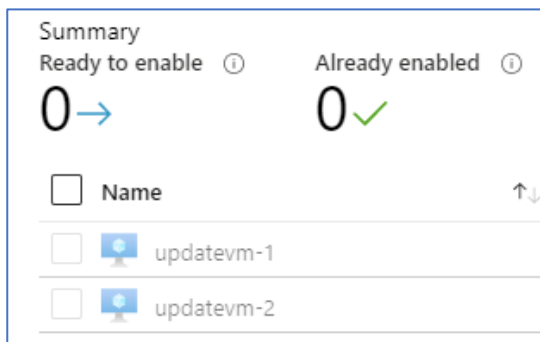 Summary
Ready to enable Already enabled
0 0
Name
updatevm-1
updatevm-2